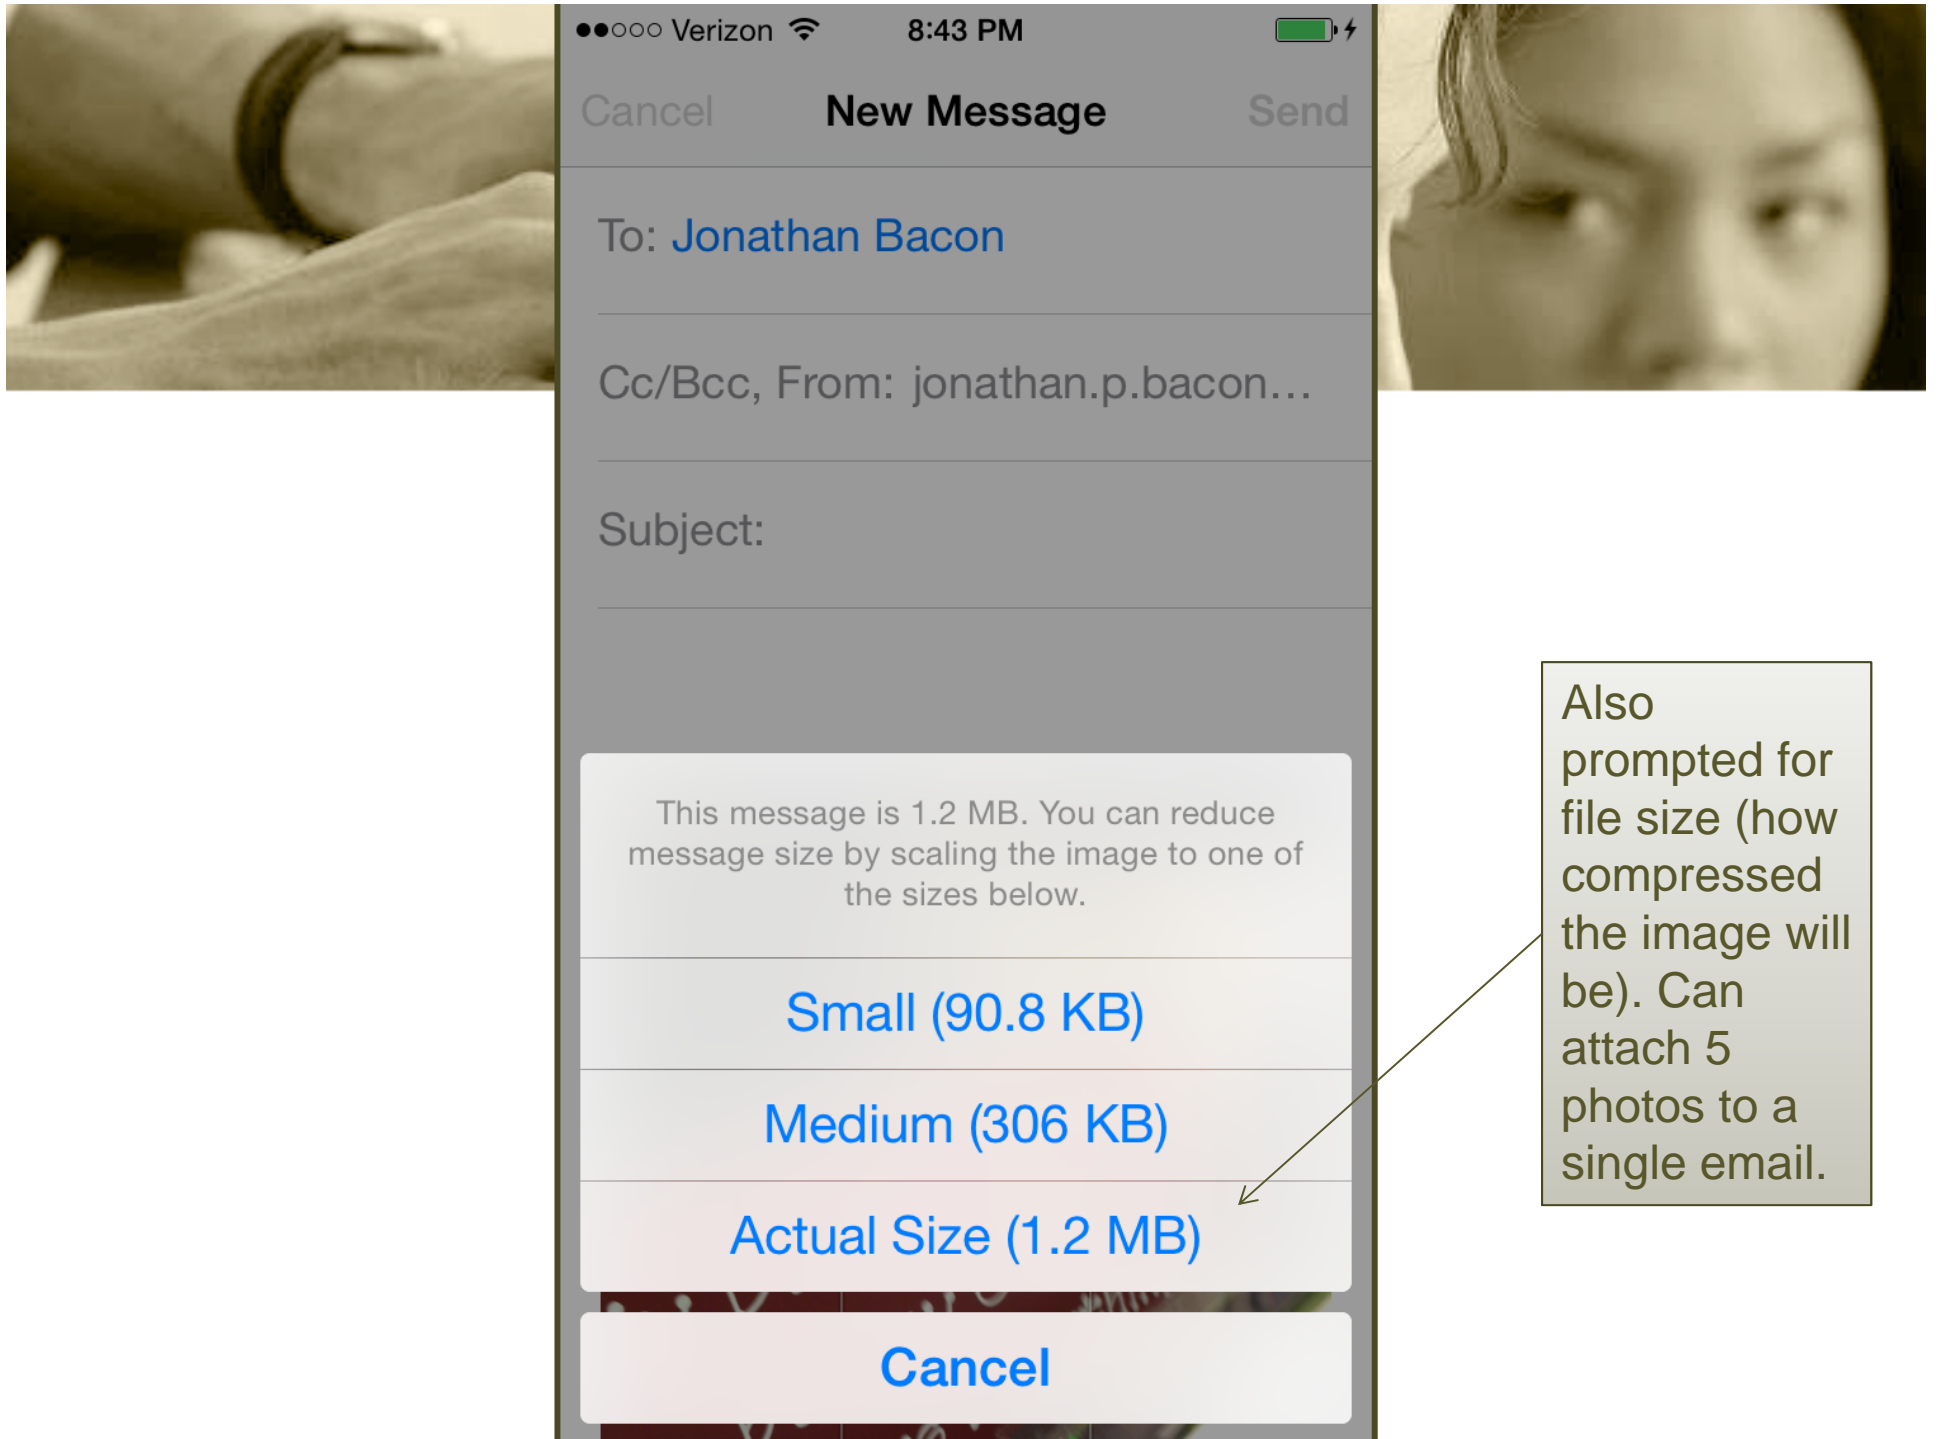 ●●○○○ Verizon 8:43 PM
Cancel New Message Send
To: Jonathan Bacon
Cc/Bcc, From: jonathan.p.bacon...
Subject:
This message is 1.2 MB. You can reduce
message size by scaling the image to one of
the sizes below.
Small (90.8 KB)
Medium (306 KB)
Actual Size (1.2 MB)
Cancel
Also
prompted for
file size (how
compressed
the image will
be). Can
attach 5
photos to a
single email.